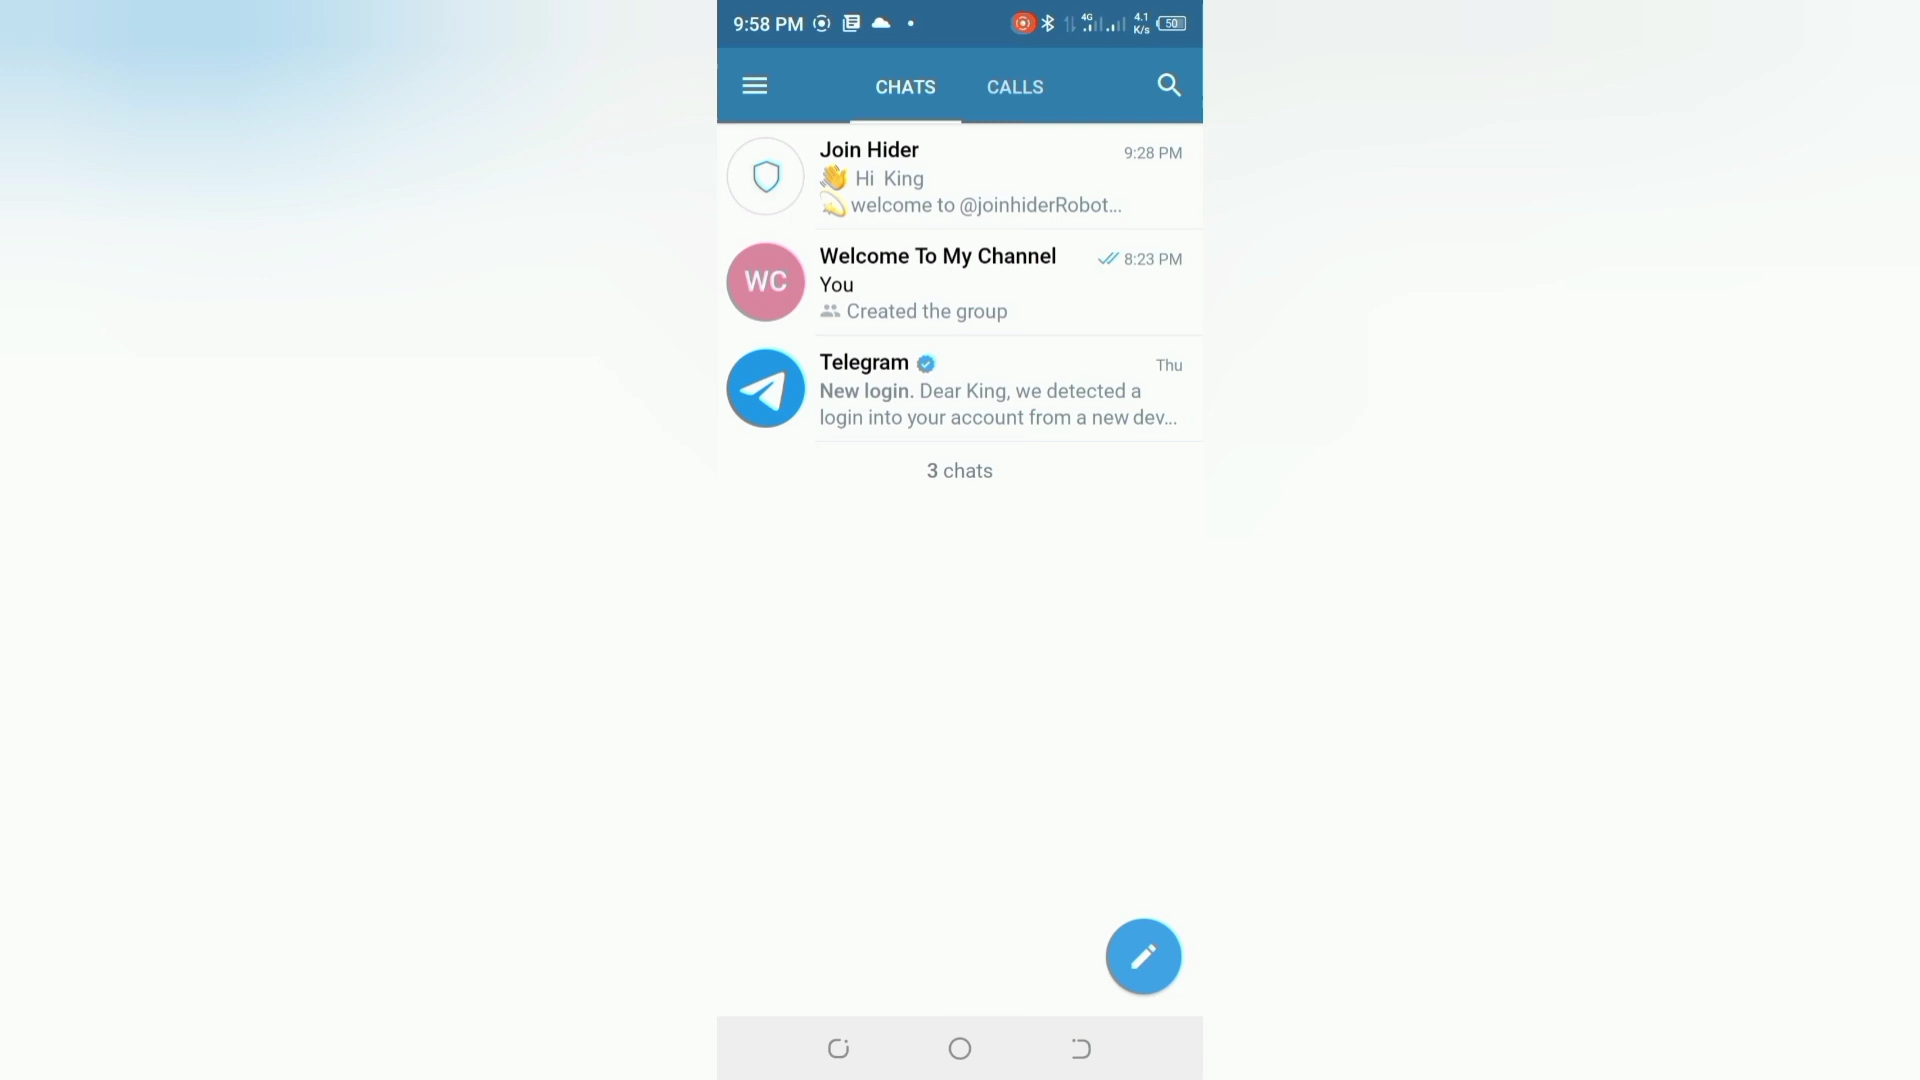 9:58 PM
4G
4.1 K/s
50
CHATS CALLS
Join Hider 9:28 PM
👋 Hi King
💫 welcome to @joinhiderRobot...
WC
Welcome To My Channel 8:23 PM
You
Created the group
Telegram Thu
New login. Dear King, we detected a
login into your account from a new dev...
3 chats